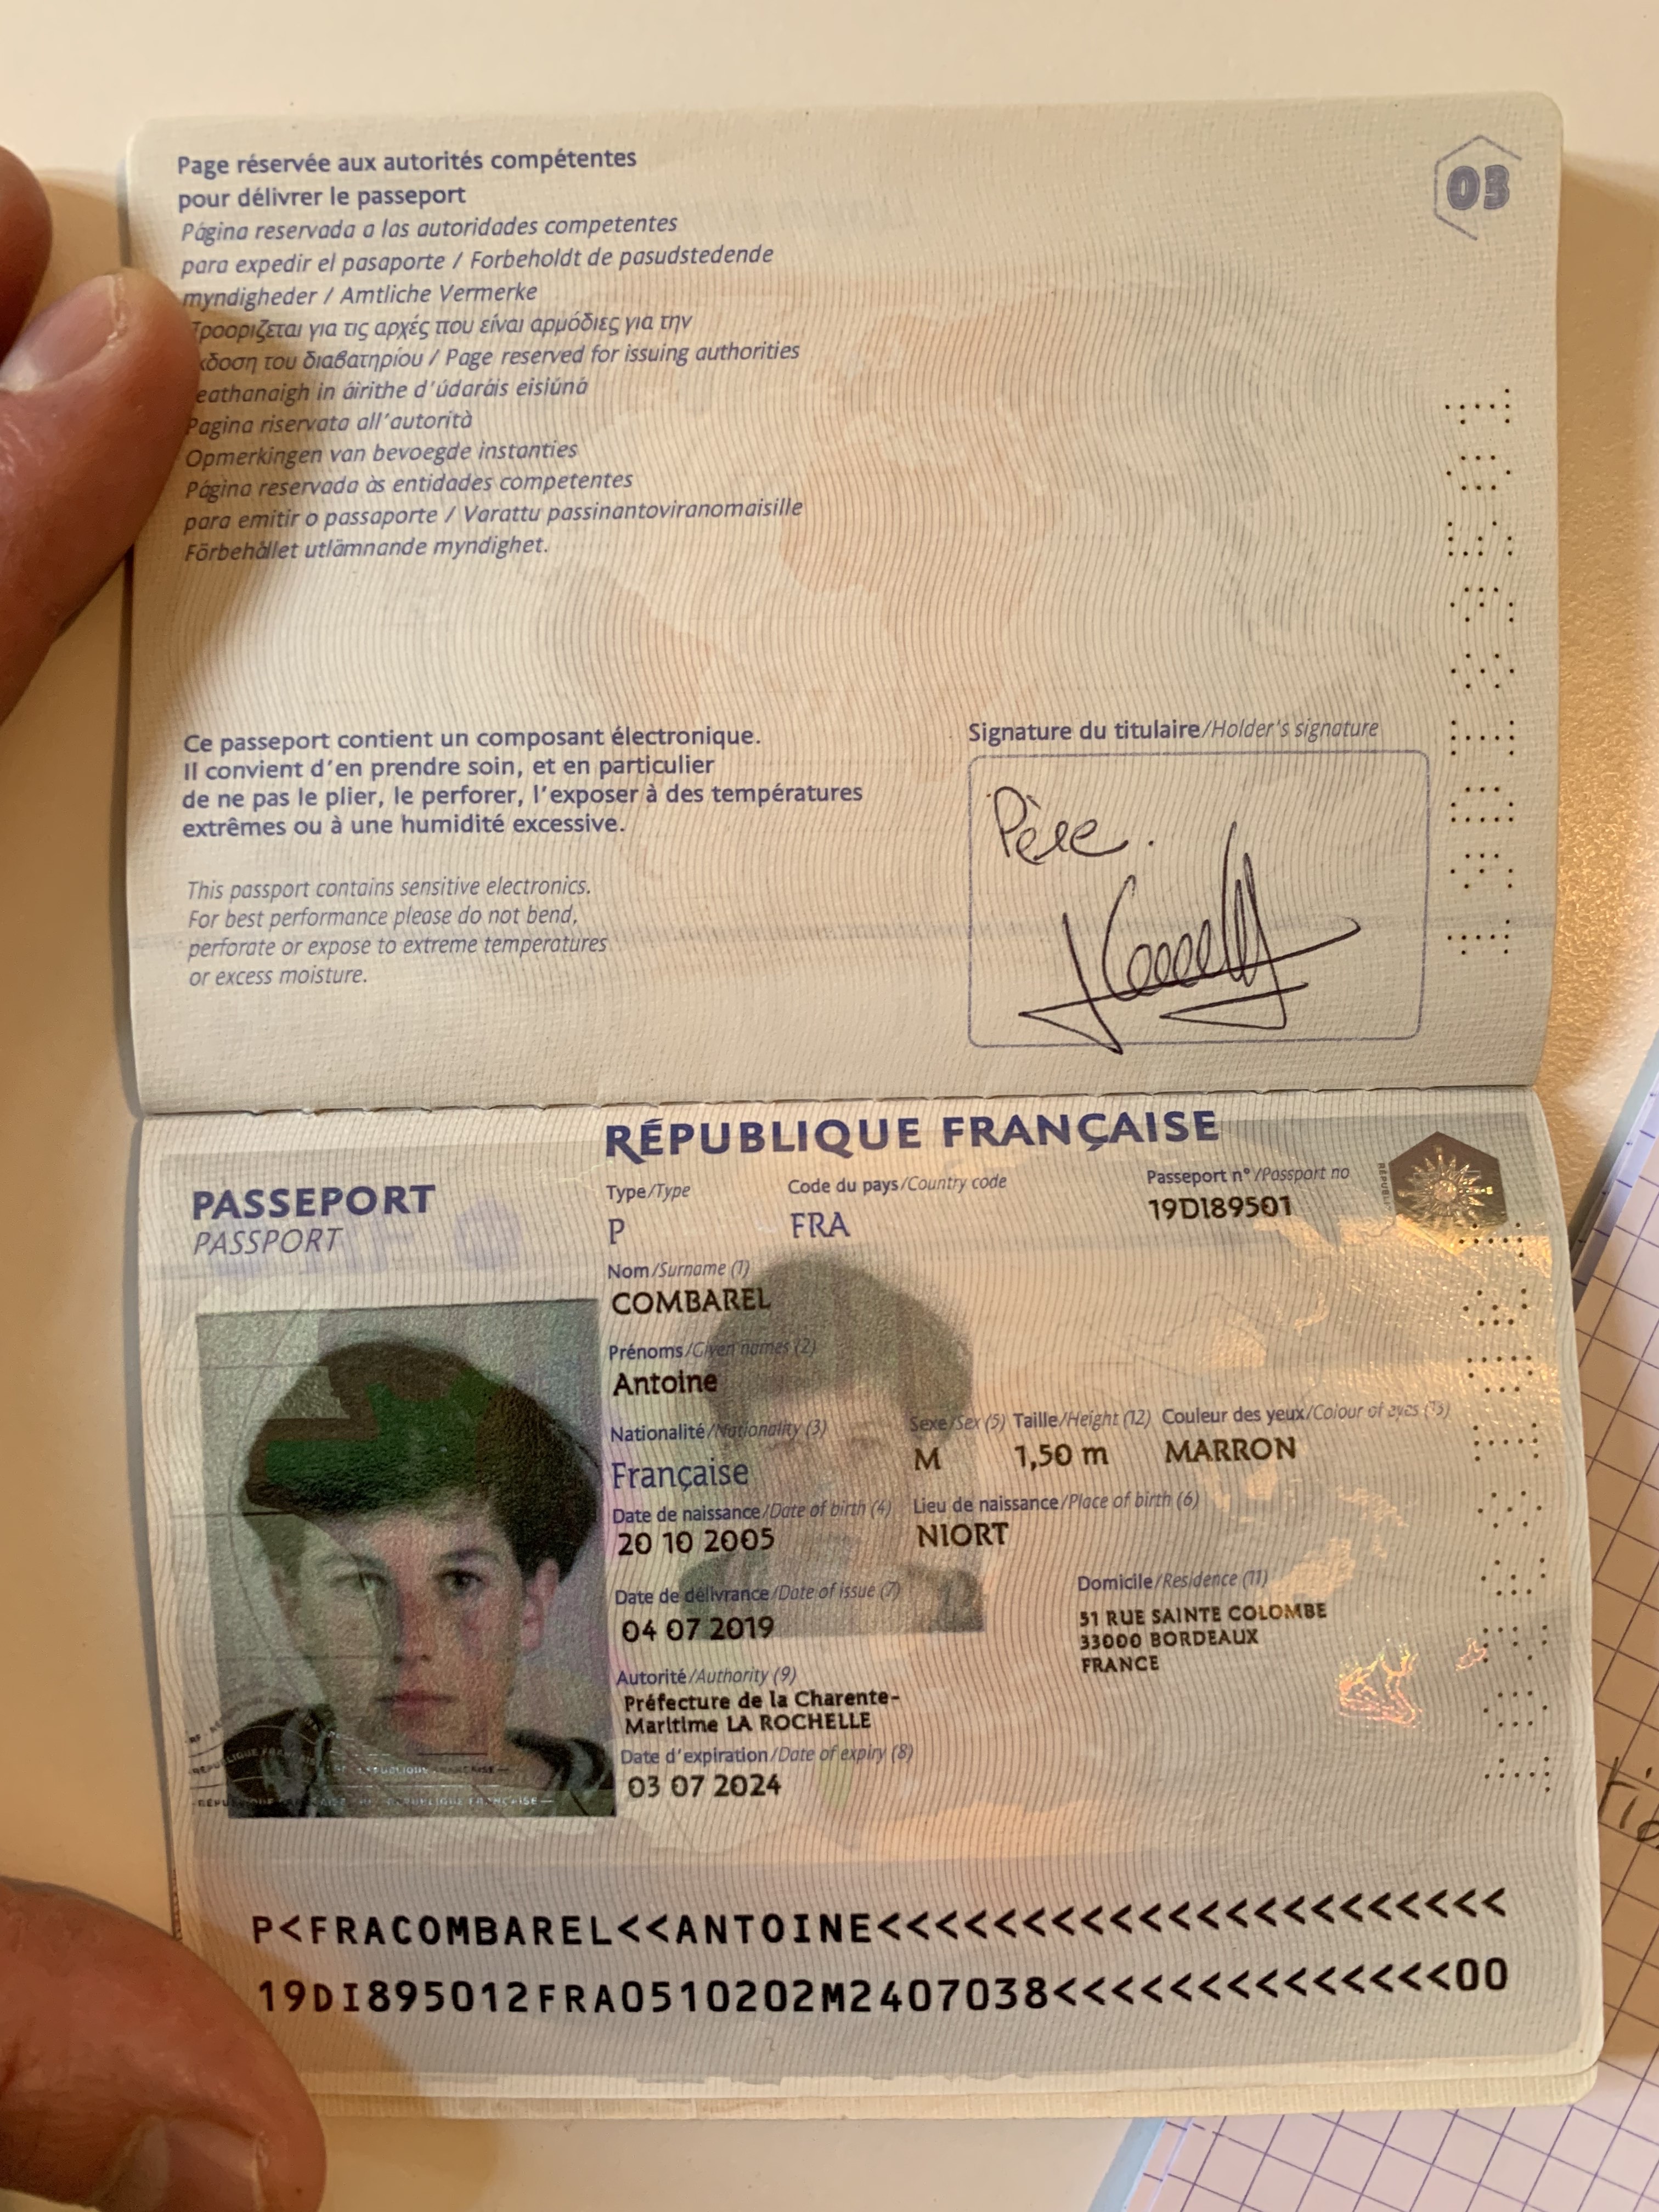 Page réservée aux autorités compétentes
pour délivrer le passeport
Página reservada a las autoridades competentes
para expedir el pasaporte / Forbeholdt de pasudstedende
myndigheder / Amtliche Vermerke
για τις αρχές που είναι αρμόδιες για την
του διαβατηρίου / Page reserved for issuing authorities
in áirithe d'údaráis eisiúná
Pagina riservata all'autorità
Opmerkingen van bevoegde instanties
Página reservada às entidades competentes
para emitir o passaporte / Varattu passinantoviranomaisille
Förbehållet utlämnande myndighet.
03
Ce passeport contient un composant électronique.
Il convient d'en prendre soin, et en particulier
de ne pas le plier, le perforer, l'exposer à des températures
extrêmes ou à une humidité excessive.
This passport contains sensitive electronics.
For best performance please do not bend,
perforate or expose to extreme temperatures
or excess moisture.
Signature du titulaire/Holder's signature
Père.
RÉPUBLIQUE FRANÇAISE
PASSEPORT
PASSPORT
Type/Type
Code du pays/Country code
Passeport n°/Passport no
P
FRA
19DI89501
Nom/Surname (1)
COMBAREL
Prénoms/Given names (2)
Antoine
Nationalité/Nationality (3)
Sexe/Sex (5) Taille/Height (12) Couleur des yeux/Colour of eyes (13)
Française
M
1,50 m
MARRON
Date de naissance/Date of birth (4)
Lieu de naissance/Place of birth (6)
20 10 2005
NIORT
Date de délivrance/Date of issue (7)
Domicile/Residence (11)
04 07 2019
51 RUE SAINTE COLOMBE
33000 BORDEAUX
FRANCE
Autorité/Authority (9)
Préfecture de la Charente-
Maritime LA ROCHELLE
Date d'expiration/Date of expiry (8)
03 07 2024
P<FRACOMBAREL<<ANTOINE<<<<<<<<<<<<<<<<<<<<<<
19DI895012FRA0510202M2407038<<<<<<<<<<<<<<00